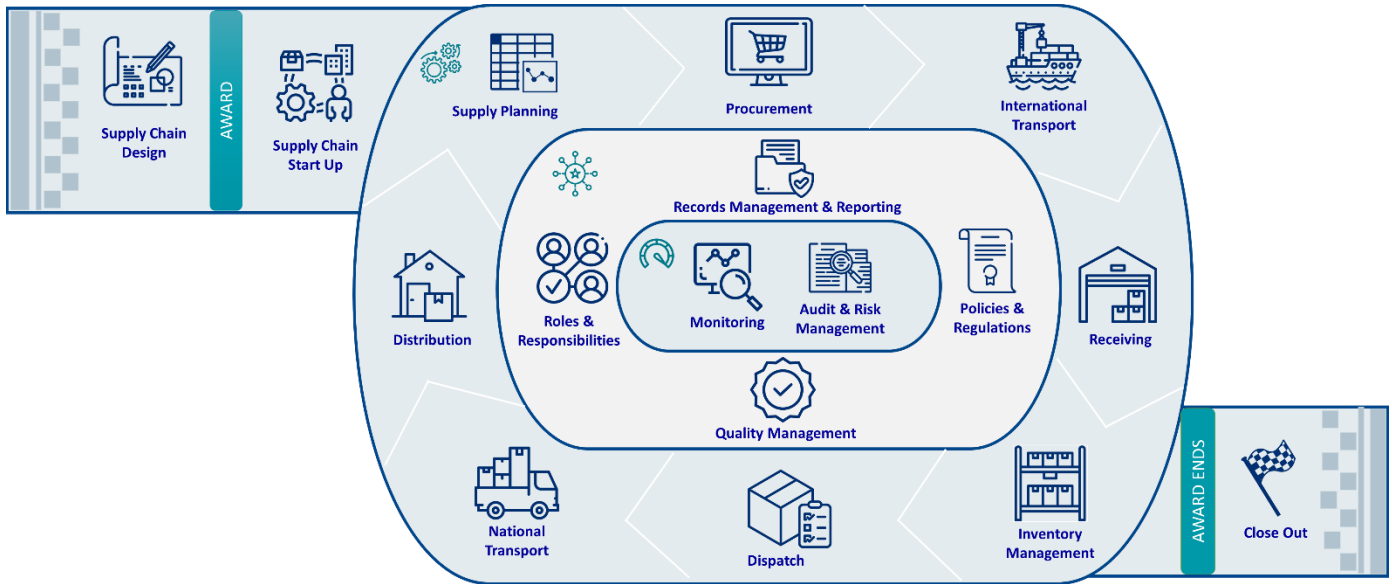 Supply Chain
Design
AWARD
Supply Chain
Start Up
Supply Planning
Procurement
International
Transport
Records Management & Reporting
Roles &
Responsibilities
Monitoring
Audit & Risk
Management
Policies &
Regulations
Quality Management
Distribution
Receiving
National
Transport
Dispatch
Inventory
Management
AWARD ENDS
Close Out